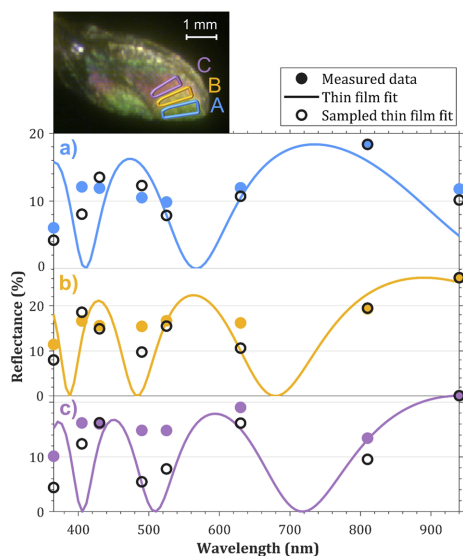 1 mm
C
B
A
Measured data
Thin film fit
Sampled thin film fit
Reflectance (%)
20
a)
10
0
b)
20
10
0
c)
10
0
400
500
600
700
800
900
Wavelength (nm)